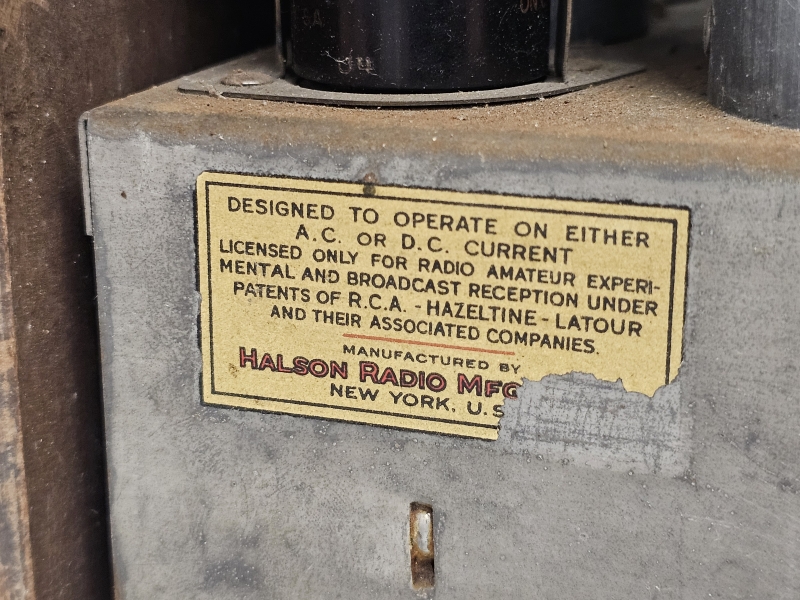 DESIGNED TO OPERATE ON EITHER
A.C. OR D.C. CURRENT
LICENSED ONLY FOR RADIO AMATEUR EXPERI-
MENTAL AND BROADCAST RECEPTION UNDER
PATENTS OF R.C.A. - HAZELTINE - LATOUR
AND THEIR ASSOCIATED COMPANIES.
MANUFACTURED BY
HALSON RADIO MFG
NEW YORK, U.S